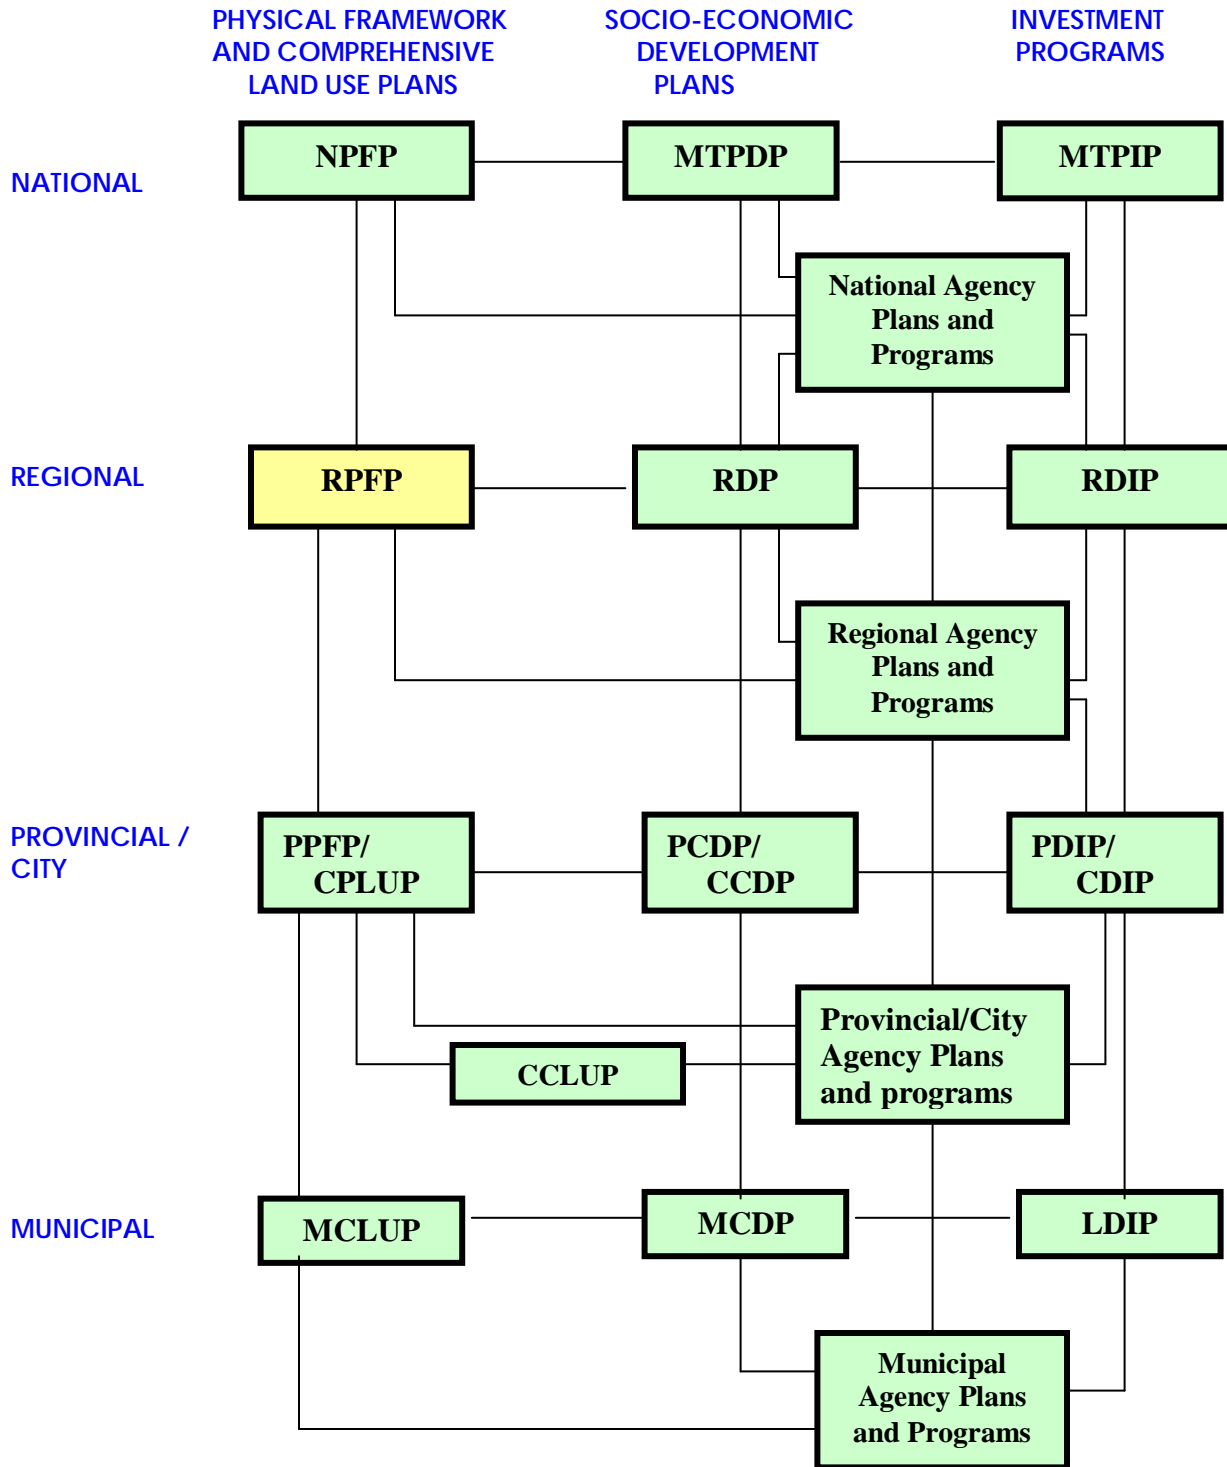 PHYSICAL FRAMEWORK
AND COMPREHENSIVE
LAND USE PLANS
SOCIO-ECONOMIC
DEVELOPMENT
PLANS
INVESTMENT
PROGRAMS
NATIONAL
NPFP
MTPDP
MTPIP
National Agency
Plans and
Programs
REGIONAL
RPFP
RDP
RDIP
Regional Agency
Plans and
Programs
PROVINCIAL /
CITY
PPFP/
CPLUP
PCDP/
CCDP
PDIP/
CDIP
Provincial/City
Agency Plans
and programs
CCLUP
MUNICIPAL
MCLUP
MCDP
LDIP
Municipal
Agency Plans
and Programs